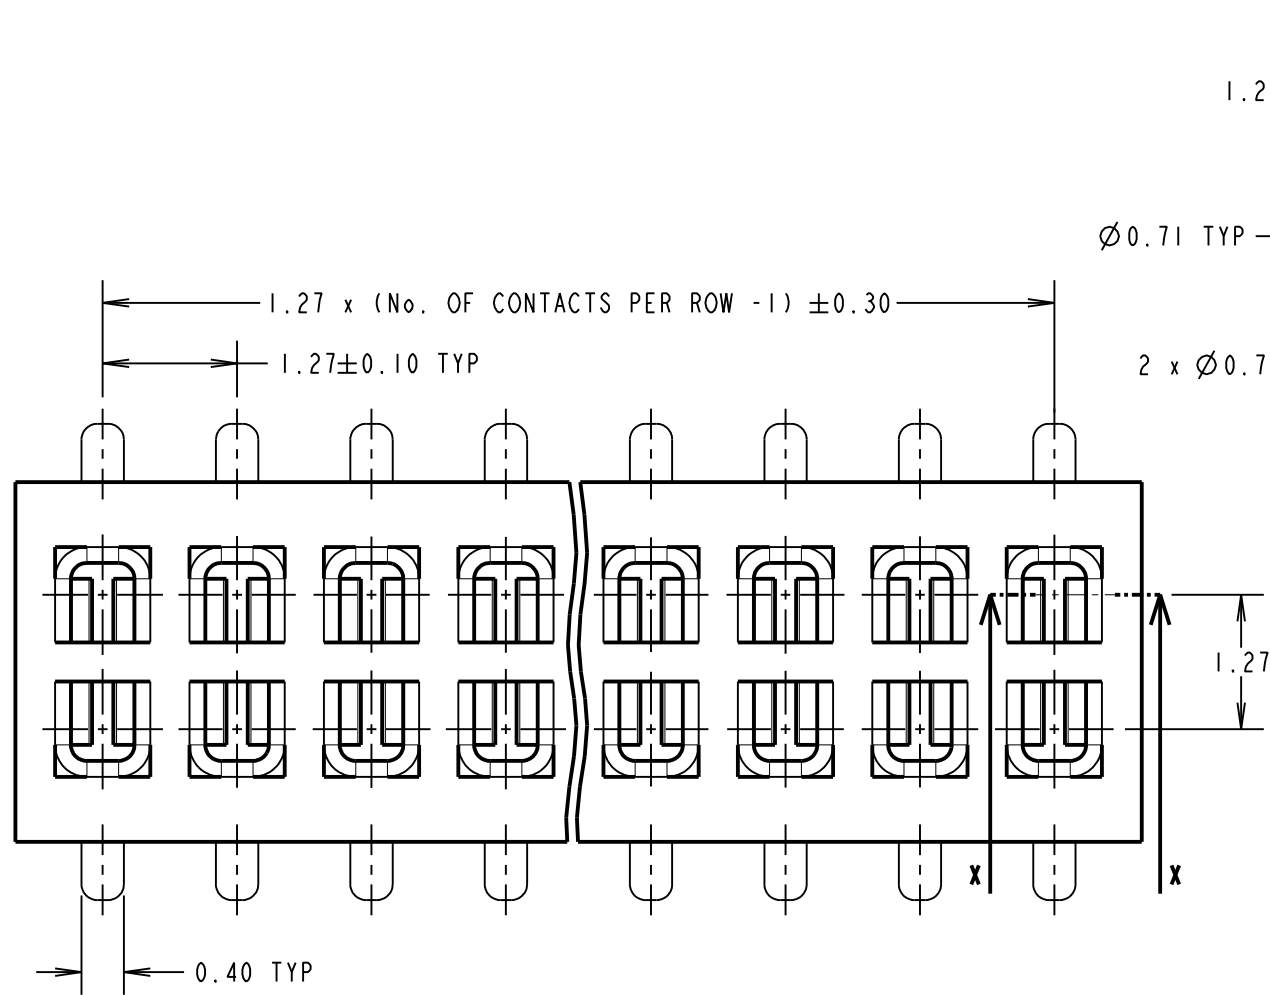 1.2
Ø0.71 TYP
1.27 x (No. OF CONTACTS PER ROW -1) ±0.30
1.27±0.10 TYP
2 x Ø0.7
1.27
x x
0.40 TYP